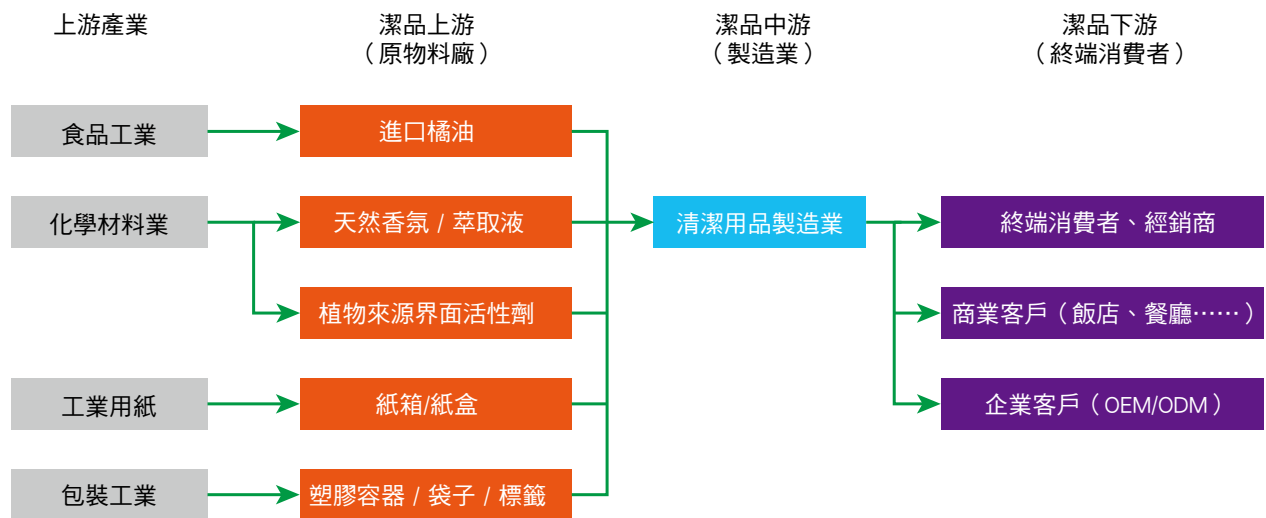 上游產業
潔品上游
（原物料廠）
潔品中游
（製造業）
潔品下游
（終端消費者）
食品工業
進口橘油
化學材料業
天然香氛 / 萃取液
清潔用品製造業
終端消費者、經銷商
植物來源界面活性劑
商業客戶（飯店、餐廳⋯⋯）
工業用紙
紙箱/紙盒
企業客戶（OEM/ODM）
包裝工業
塑膠容器 / 袋子 / 標籤